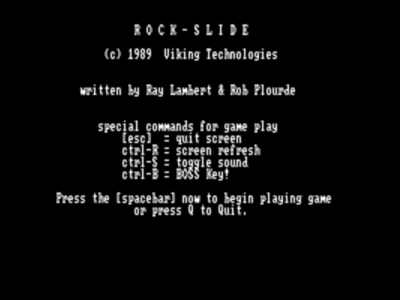 ROCK-SLIDE
(c) 1989 Viking Technologies
written by Ray Lambert & Rob Plourde
special commands for game play
[esc] = quit screen
ctrl-R = screen refresh
ctrl-S = toggle sound
ctrl-B = BOSS Key!
Press the [spacebar] now to begin playing game
or press Q to Quit.